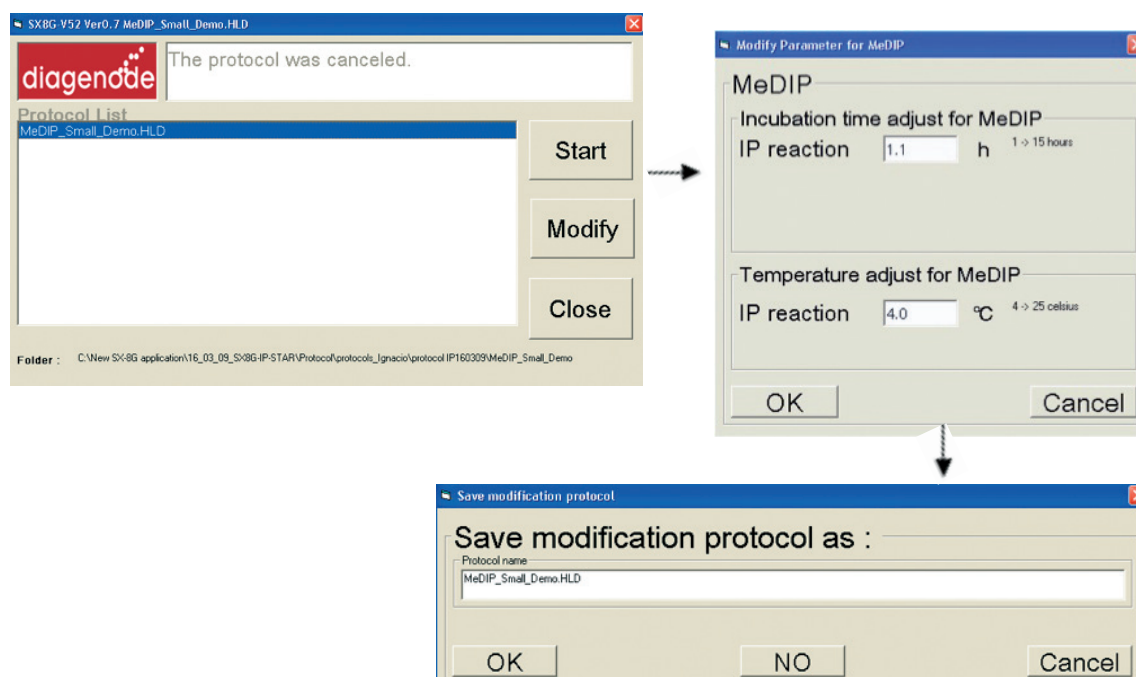 SX8G-V52 Ver0.7 MeDIP_Small_Demo.HLD
diagenode
The protocol was canceled.
Protocol List
MeDIP_Small_Demo.HLD
Start
Modify
Close
Folder : C:\New SX-8G application\16_03_09_SX8G-IP-STAR\Protocol\protocols_Ignacio\protocol IP160309\MeDIP_Small_Demo
Modify Parameter for MeDIP
MeDIP
Incubation time adjust for MeDIP
IP reaction 1.1 h 1 -> 15 hours
Temperature adjust for MeDIP
IP reaction 4.0 °C 4 -> 25 celsius
OK Cancel
Save modification protocol
Save modification protocol as :
Protocol name
MeDIP_Small_Demo.HLD
OK NO Cancel